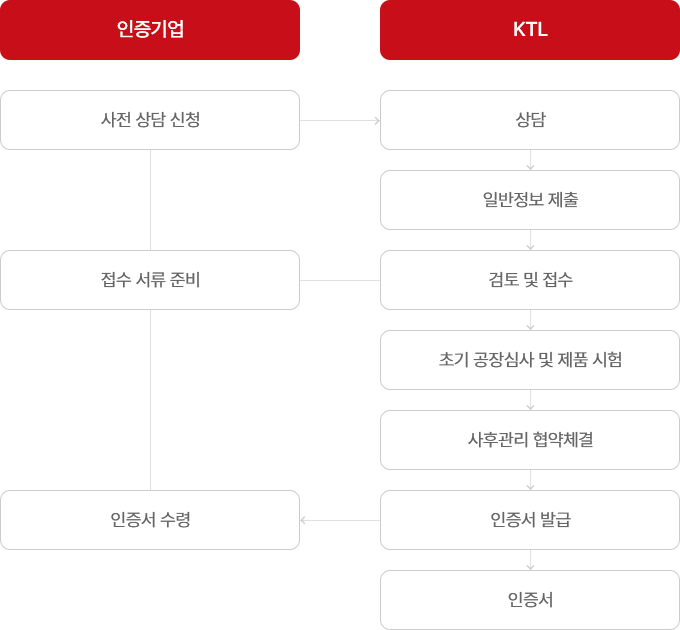 인증기업
KTL
사전 상담 신청
상담
일반정보 제출
접수 서류 준비
검토 및 접수
초기 공장심사 및 제품 시험
사후관리 협약체결
인증서 수령
인증서 발급
인증서